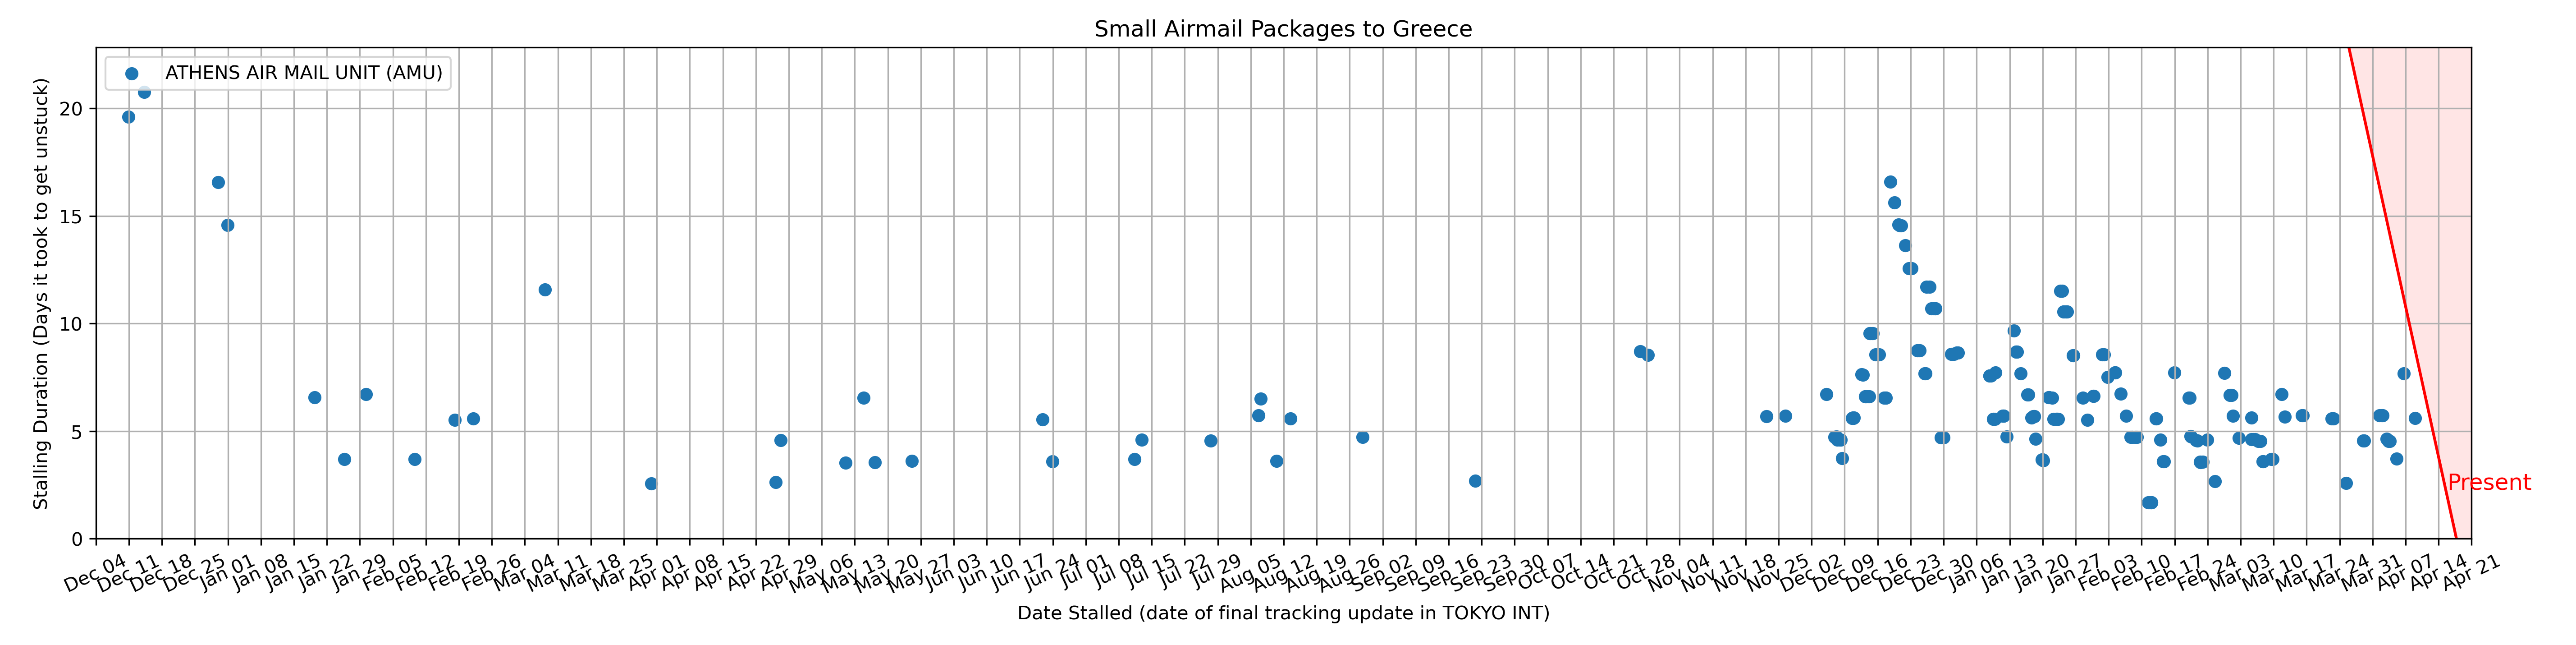 Small Airmail Packages to Greece
ATHENS AIR MAIL UNIT (AMU)
Stalling Duration (Days it took to get unstuck)
20
15
10
5
0
Present
Dec 04
Dec 11
Dec 18
Dec 25
Jan 01
Jan 08
Jan 15
Jan 22
Jan 29
Feb 05
Feb 12
Feb 19
Feb 26
Mar 04
Mar 11
Mar 18
Mar 25
Apr 01
Apr 08
Apr 15
Apr 22
Apr 29
May 06
May 13
May 20
May 27
Jun 03
Jun 10
Jun 17
Jun 24
Jul 01
Jul 08
Jul 15
Jul 22
Jul 29
Aug 05
Aug 12
Aug 19
Aug 26
Sep 02
Sep 09
Sep 16
Sep 23
Sep 30
Oct 07
Oct 14
Oct 21
Oct 28
Nov 04
Nov 11
Nov 18
Nov 25
Dec 02
Dec 09
Dec 16
Dec 23
Dec 30
Jan 06
Jan 13
Jan 20
Jan 27
Feb 03
Feb 10
Feb 17
Feb 24
Mar 03
Mar 10
Mar 17
Mar 24
Mar 31
Apr 07
Apr 14
Apr 21
Date Stalled (date of final tracking update in TOKYO INT)